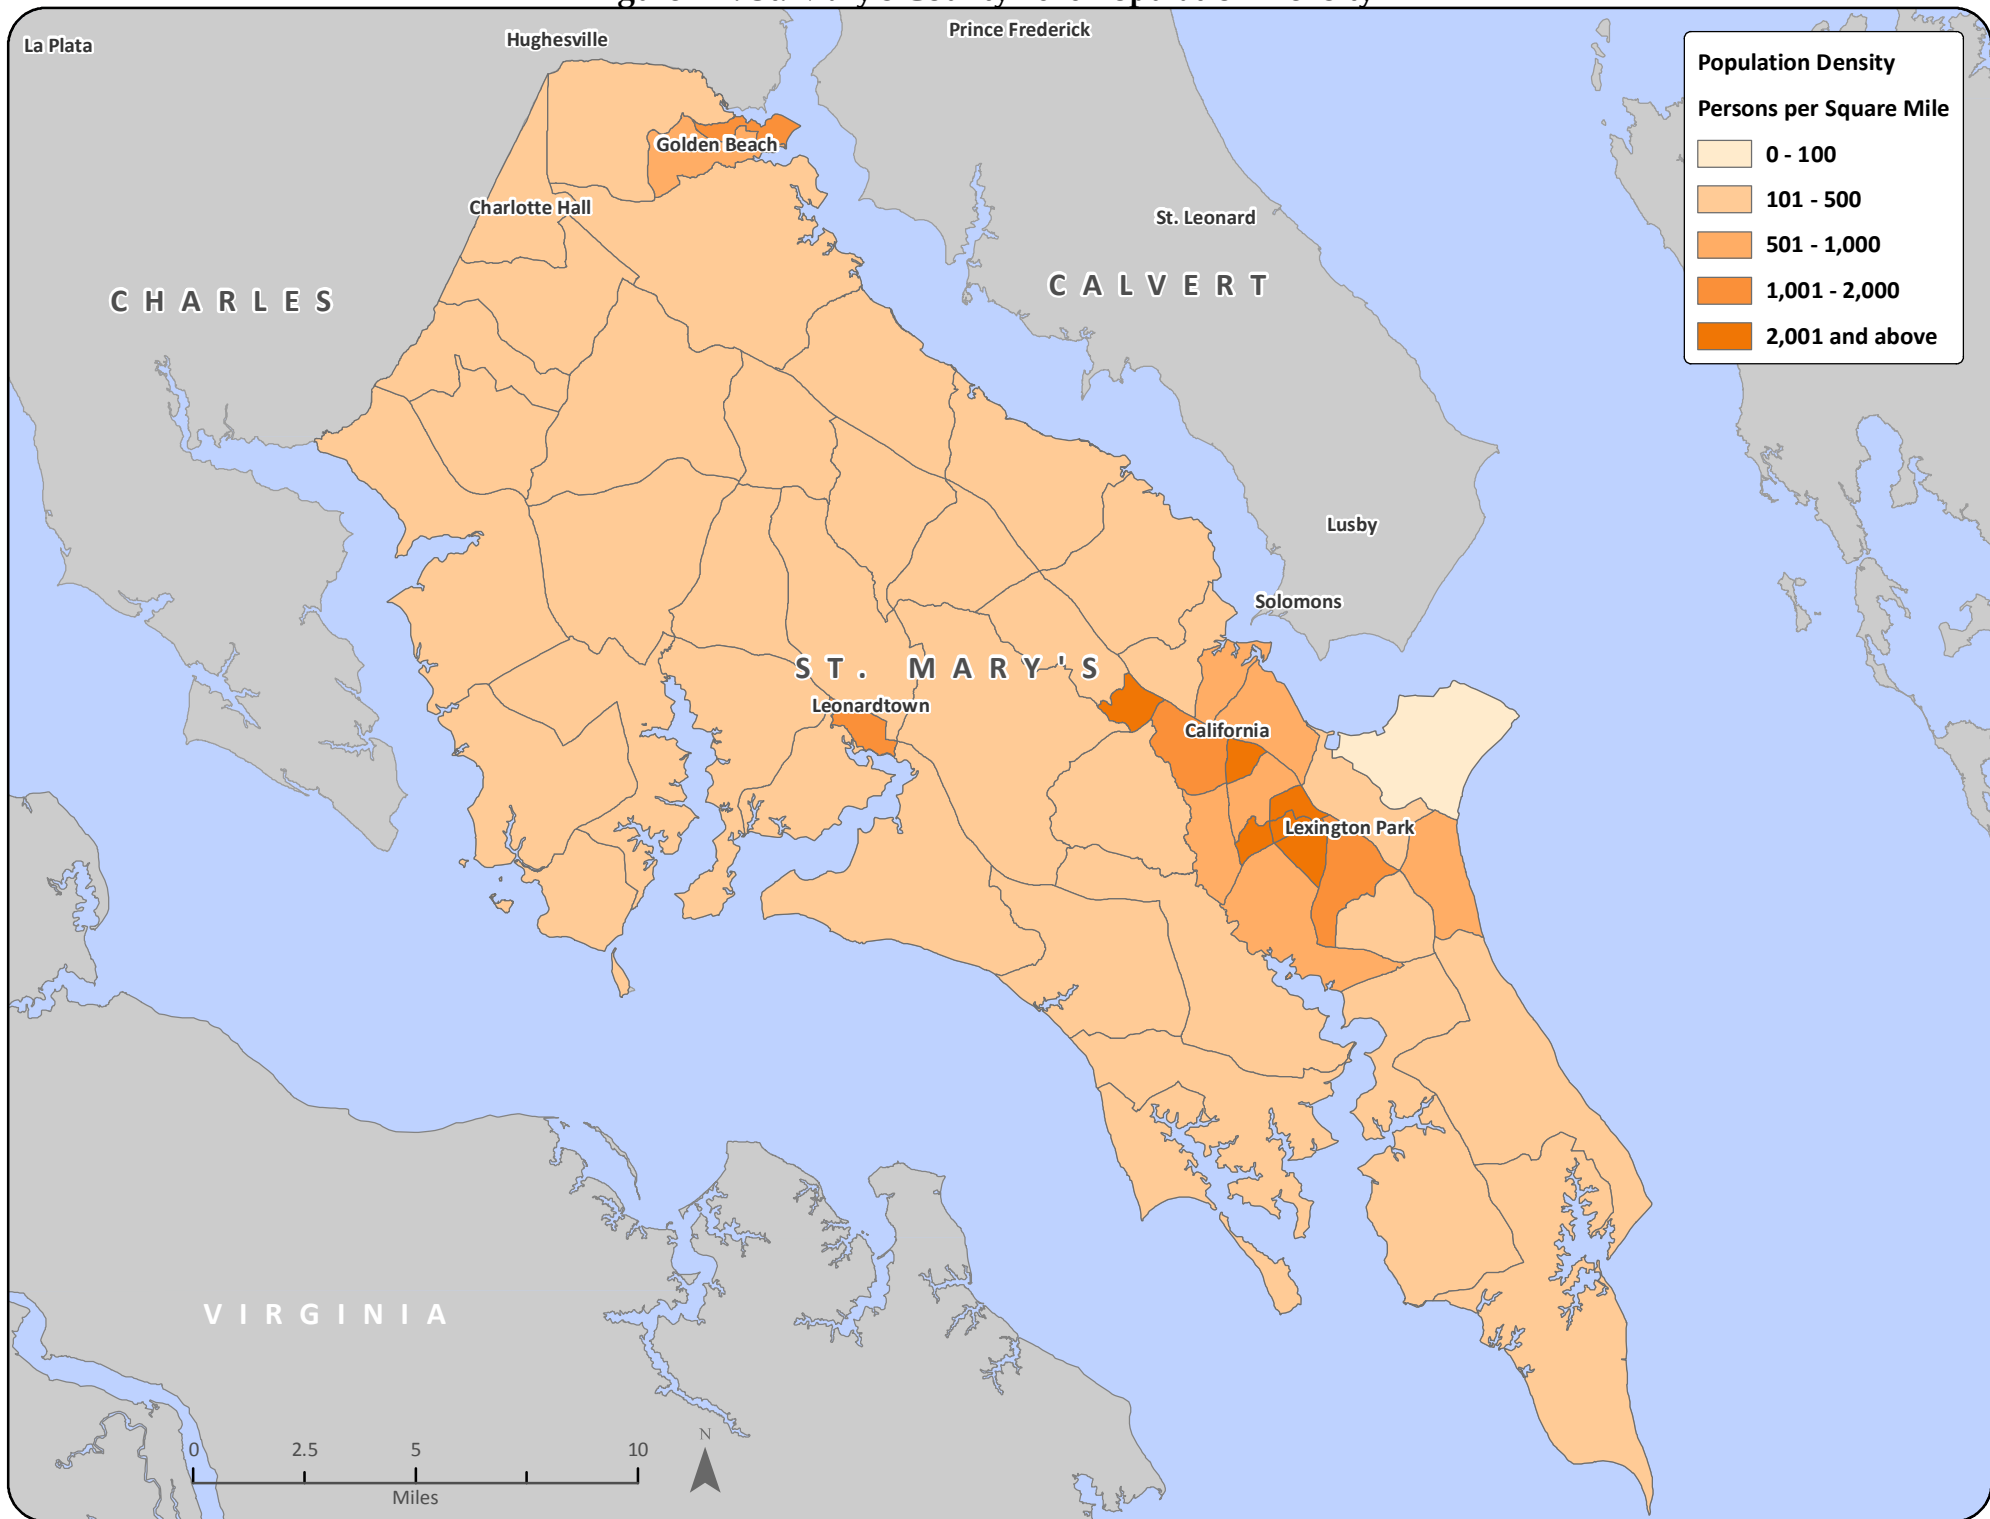 La Plata
Hughesville
Prince Frederick
Population Density
Persons per Square Mile
0 - 100
101 - 500
501 - 1,000
1,001 - 2,000
2,001 and above
Golden Beach
Charlotte Hall
St. Leonard
CALVERT
CHARLES
Lusby
Solomons
ST. MARY'S
Leonardtown
California
Lexington Park
VIRGINIA
N
0 2.5 5 10
Miles